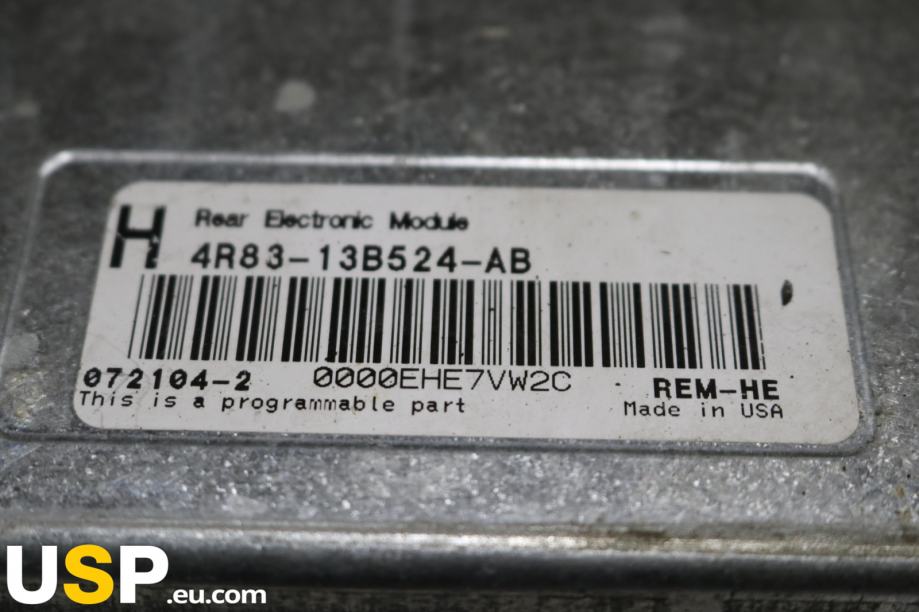 H
Rear Electronic Module
4R83-13B524-AB
072104-2 0000EHE7VW2C REM-HE
This is a programmable part Made in USA
USP.eu.com